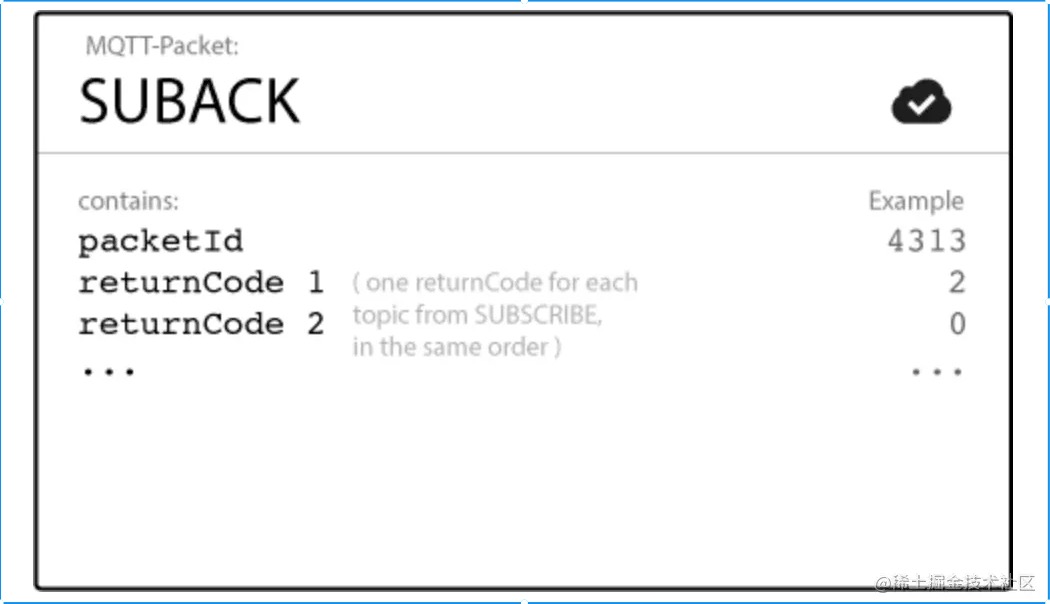 MQTT-Packet:
SUBACK
contains: Example
packetId 4313
returnCode 1 ( one returnCode for each 2
topic from SUBSCRIBE,
returnCode 2 0
in the same order )
... ...
@稀土掘金技术社区